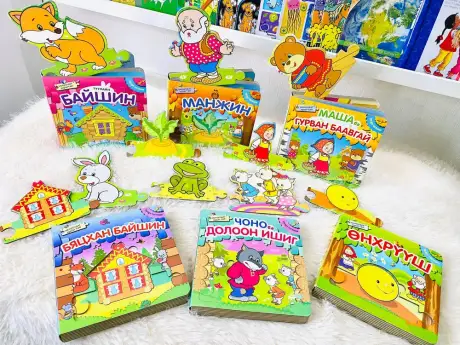 БАЙШИН
МАНЖИН
МАША
ГУРВАН БААВГАЙ
БЯЦХАН БАЙШИН
ЧОНО
ДОЛООН ИШИГ
ӨНХРҮҮШ